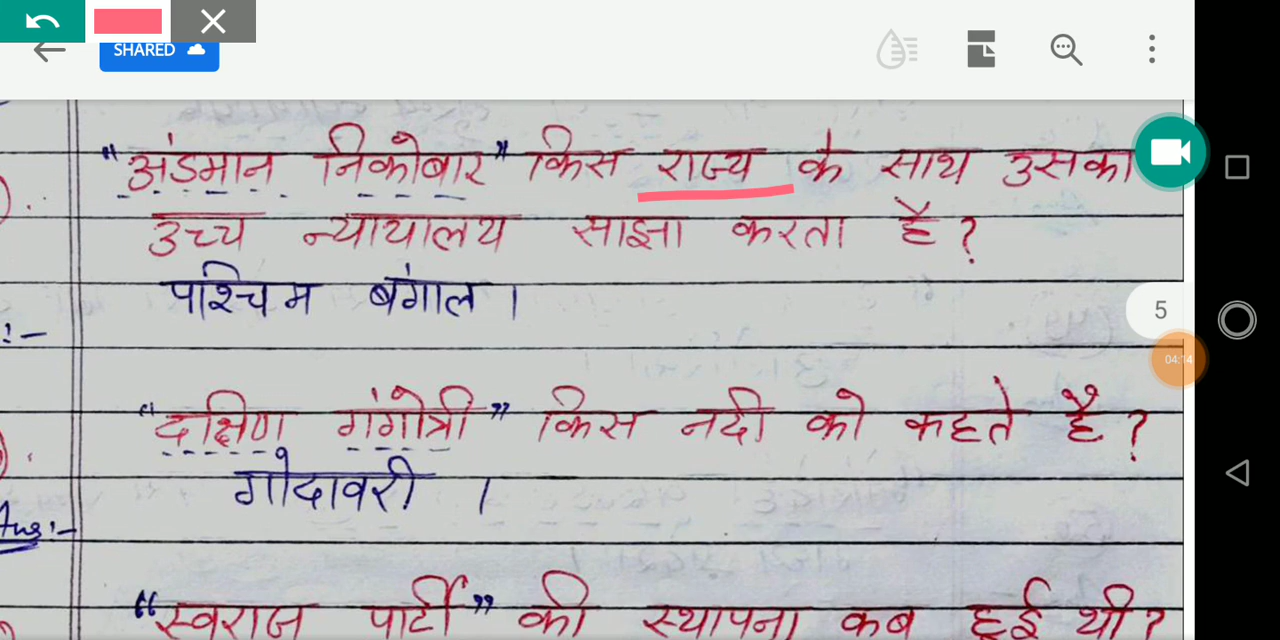 SHARED
"अंडमान निकोबार" किस राज्य के साथ उसका
उच्च न्यायालय साझा करता है?
पश्चिम बंगाल।
:-
5
04:14
"दक्षिण गंगोत्री" किस नदी को कहते है?
गोदावरी ।
Ans:-
"स्वराज पार्टी" की स्थापना कब हुई थी?